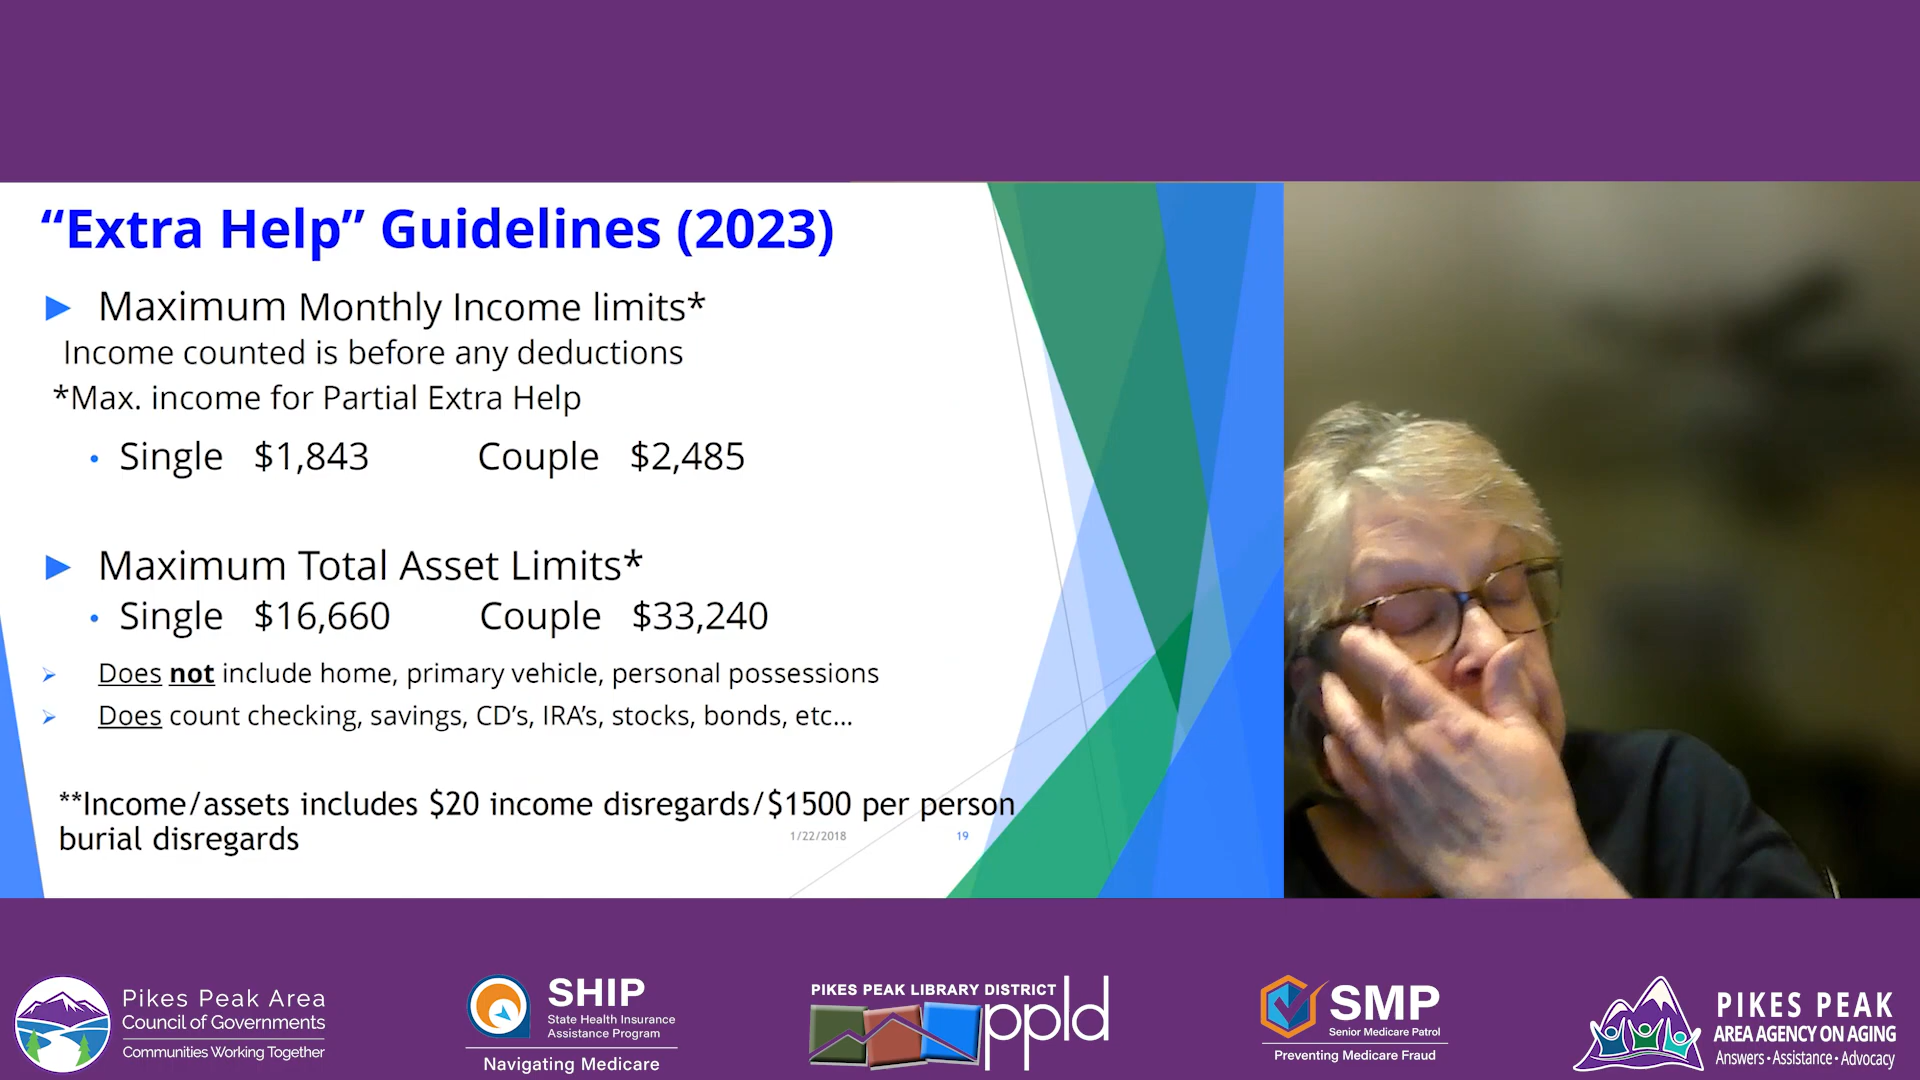 “Extra Help” Guidelines (2023)
Maximum Monthly Income limits*
Income counted is before any deductions
*Max. income for Partial Extra Help
• Single $1,843 Couple $2,485
Maximum Total Asset Limits*
• Single $16,660 Couple $33,240
Does not include home, primary vehicle, personal possessions
Does count checking, savings, CD’s, IRA’s, stocks, bonds, etc...
**Income/assets includes $20 income disregards/$1500 per person
burial disregards
1/22/2018
19
Pikes Peak Area
Council of Governments
Communities Working Together
SHIP
State Health Insurance
Assistance Program
Navigating Medicare
PIKES PEAK LIBRARY DISTRICT
ppld
SMP
Senior Medicare Patrol
Preventing Medicare Fraud
PIKES PEAK
AREA AGENCY ON AGING
Answers • Assistance • Advocacy